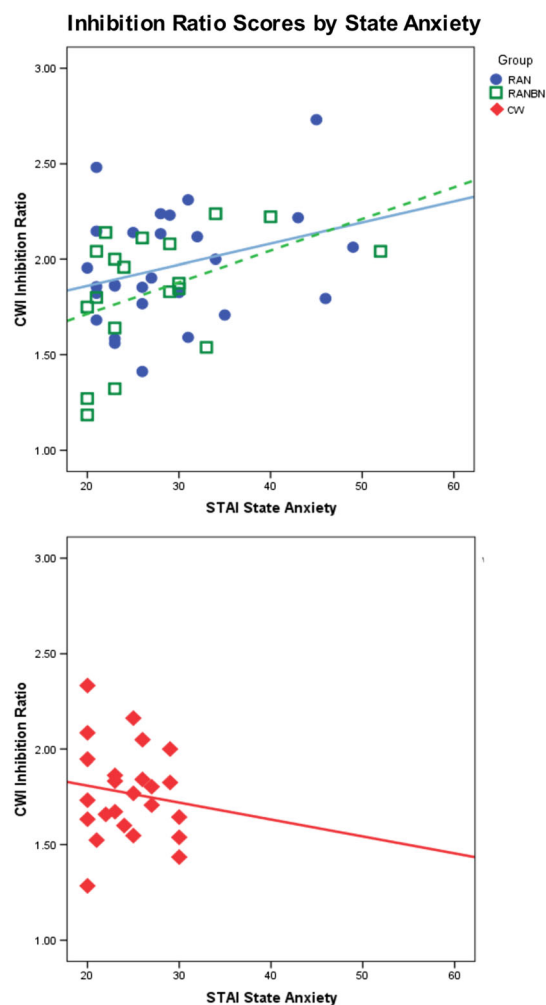 Inhibition Ratio Scores by State Anxiety
Group
RAN
RANBN
CW
3.00
2.50
2.00
1.50
1.00
CWI Inhibition Ratio
20 30 40 50 60
STAI State Anxiety
3.00
2.50
2.00
1.50
1.00
CWI Inhibition Ratio
20 30 40 50 60
STAI State Anxiety